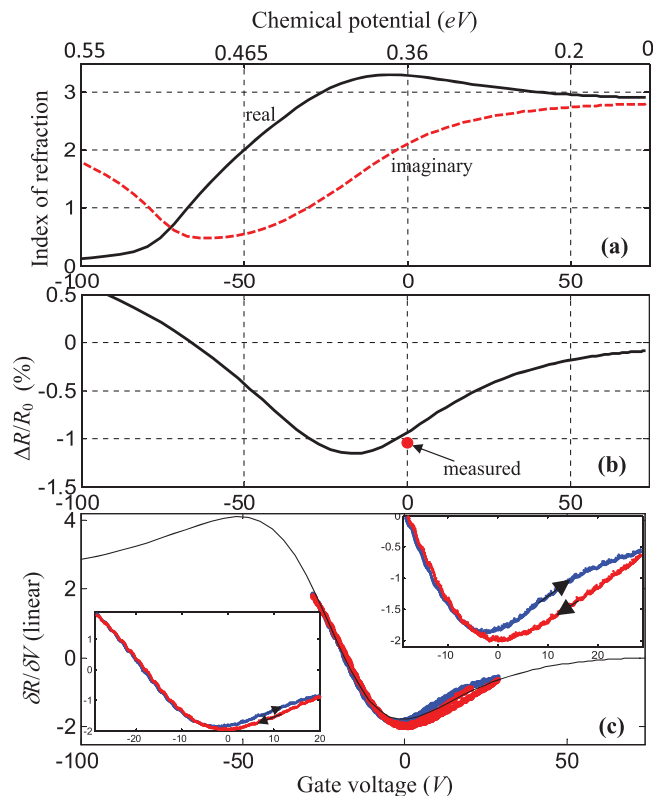 Chemical potential (eV)
0.55 0.465 0.36 0.2 0
Index of refraction
3
2
1
0
real
imaginary
(a)
-100 -50 0 50
ΔR/R0 (%)
0.5
0
-0.5
-1
-1.5
measured
(b)
-100 -50 0 50
δR/δV (linear)
4
2
0
-2
0
-0.5
-1
-1.5
-2
-10 0 10 20
1
0
-1
-2
-20 -10 0 10 20
(c)
-100 -50 0 50
Gate voltage (V)